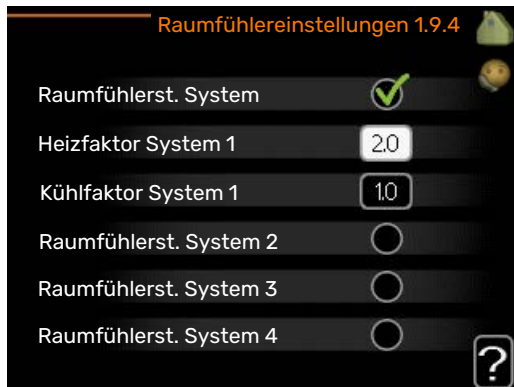 Raumfühlereinstellungen 1.9.4
Raumfühlerst. System
Heizfaktor System 1 2.0
Kühlfaktor System 1 1.0
Raumfühlerst. System 2
Raumfühlerst. System 3
Raumfühlerst. System 4
?